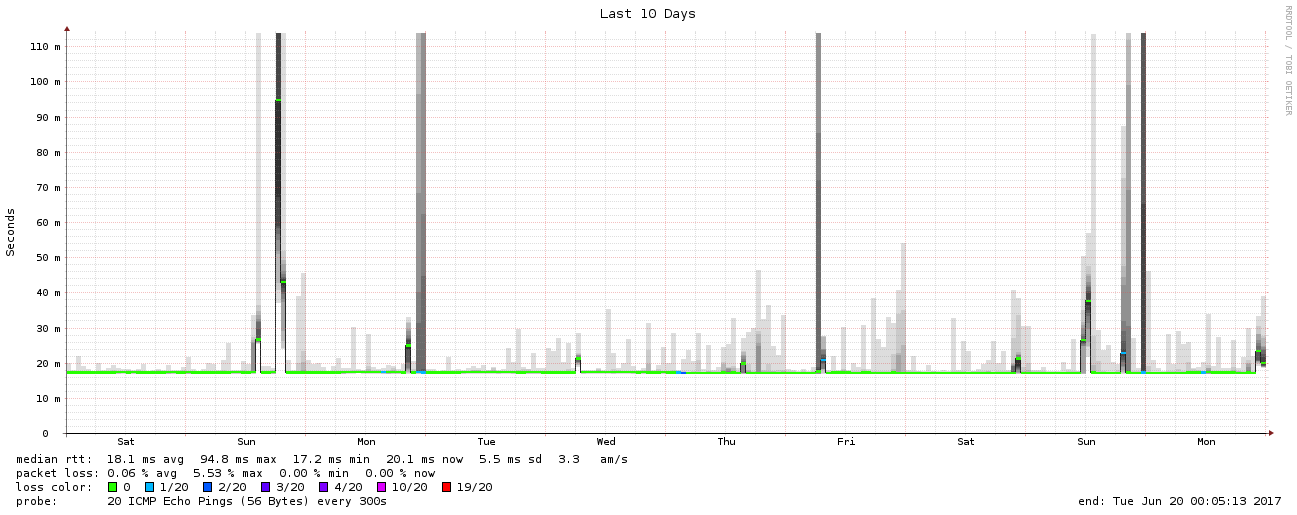 Last 10 Days
RRDTOOL / TOBI OETIKER
Seconds
110 m
100 m
90 m
80 m
70 m
60 m
50 m
40 m
30 m
20 m
10 m
0
Sat Sun Mon Tue Wed Thu Fri Sat Sun Mon
median rtt: 18.1 ms avg 94.8 ms max 17.2 ms min 20.1 ms now 5.5 ms sd 3.3 am/s
packet loss: 0.06 % avg 5.53 % max 0.00 % min 0.00 % now
loss color: 0 1/20 2/20 3/20 4/20 10/20 19/20
probe: 20 ICMP Echo Pings (56 Bytes) every 300s end: Tue Jun 20 00:05:13 2017